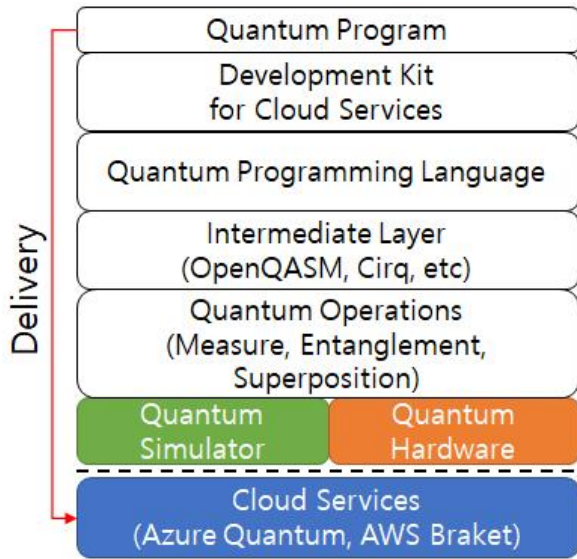 Quantum Program
Development Kit
for Cloud Services
Quantum Programming Language
Intermediate Layer
(OpenQASM, Cirq, etc)
Quantum Operations
(Measure, Entanglement,
Superposition)
Quantum
Simulator
Quantum
Hardware
Cloud Services
(Azure Quantum, AWS Braket)
Delivery